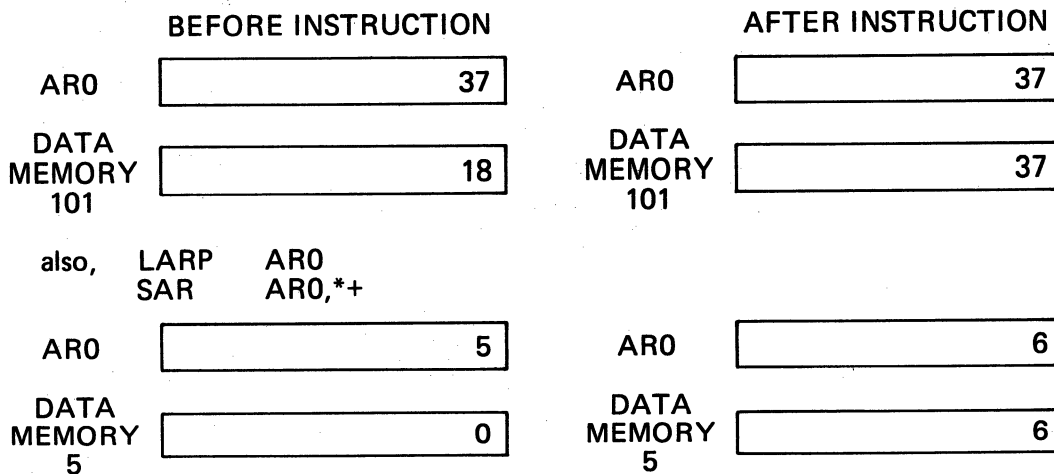 BEFORE INSTRUCTION AFTER INSTRUCTION
AR0 37 AR0 37
DATA MEMORY 101 18 DATA MEMORY 101 37
also, LARP AR0
SAR AR0,*+
AR0 5 AR0 6
DATA MEMORY 5 0 DATA MEMORY 5 6